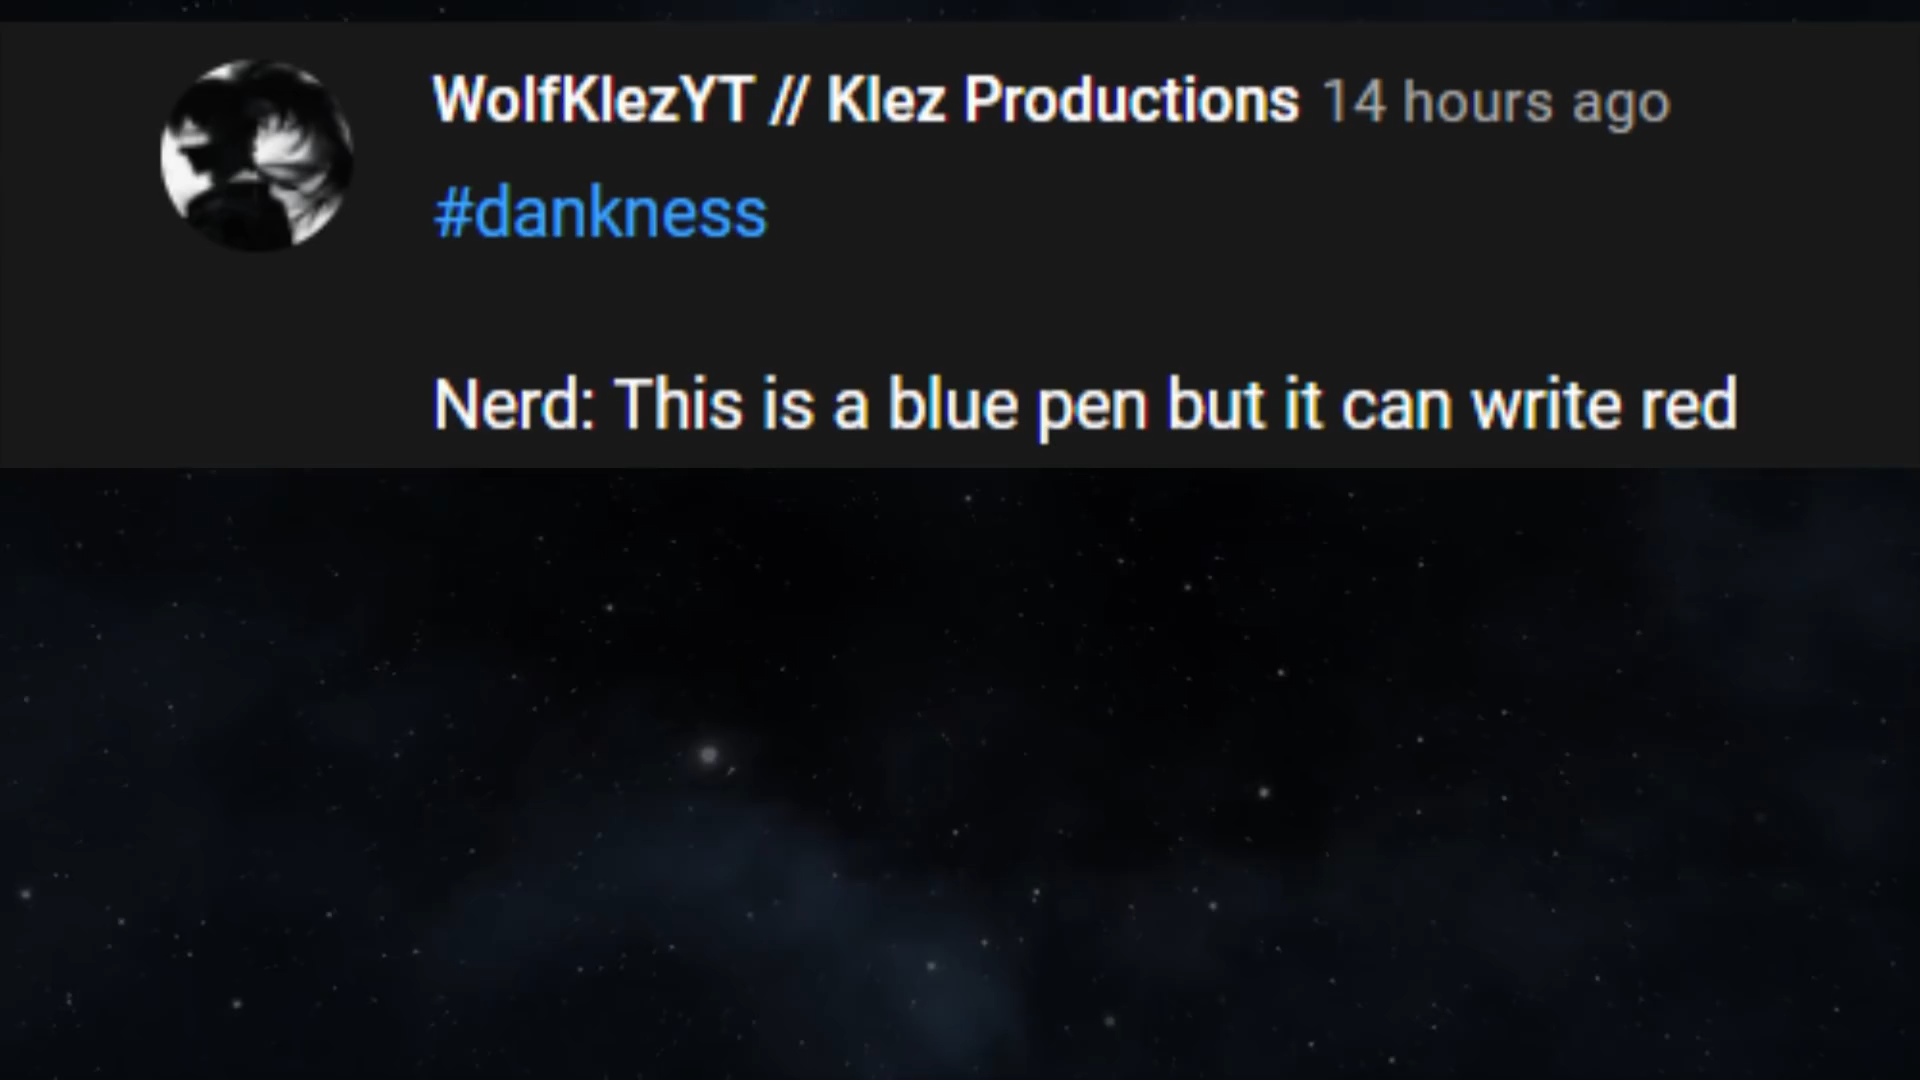 WolfKlezYT // Klez Productions 14 hours ago
#dankness
Nerd: This is a blue pen but it can write red